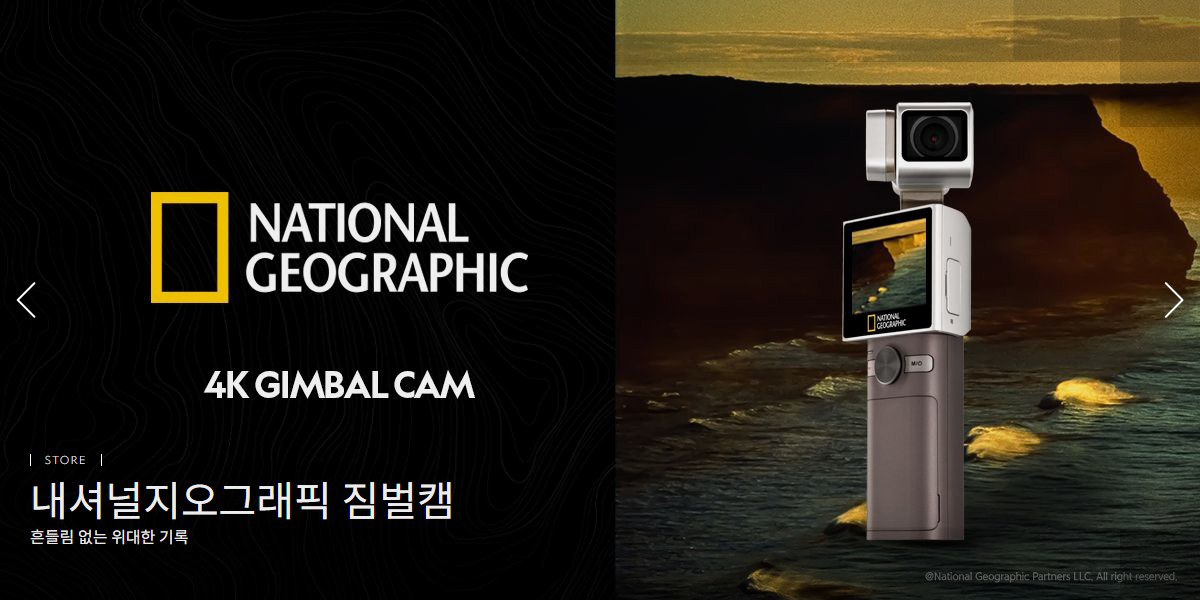 NATIONAL
GEOGRAPHIC
4K GIMBAL CAM
STORE
내셔널지오그래픽 짐벌캠
흔들림 없는 위대한 기록
NATIONAL
GEOGRAPHIC
M/O
@National Geographic Partners LLC. All right reserved.